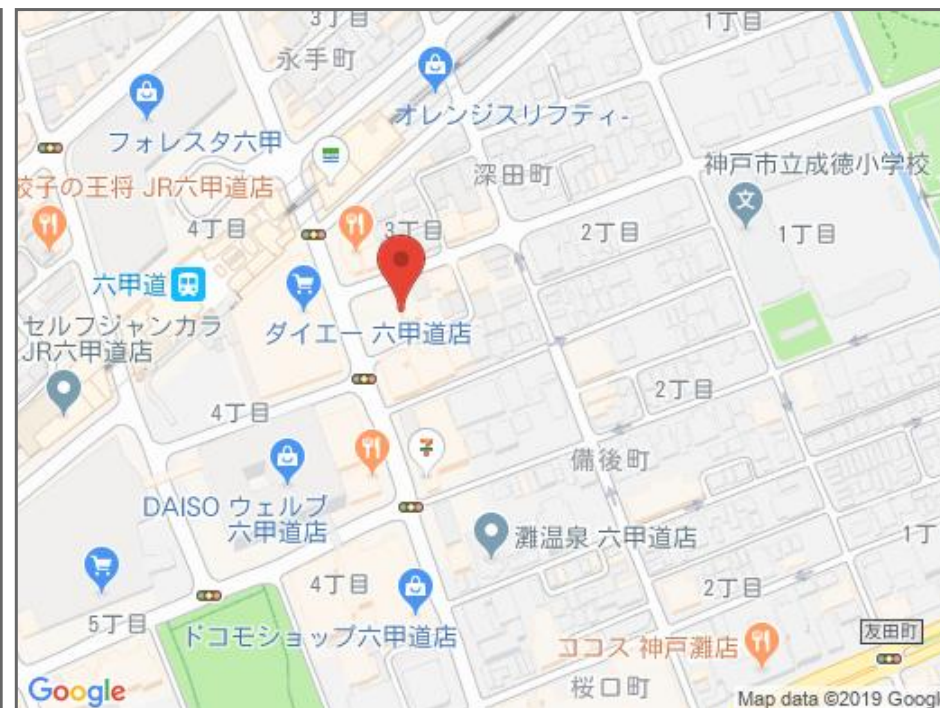 3丁目
1丁目
永手町
オレンジスリフティ-
フォレスタ六甲
深田町
神戸市立成徳小学校
餃子の王将 JR六甲道店
4丁目
3丁目
2丁目
1丁目
六甲道
セルフジャンカラ
JR六甲道店
ダイエー 六甲道店
2丁目
4丁目
備後町
DAISO ウェルブ
六甲道店
灘温泉 六甲道店
1丁
4丁目
2丁目
5丁目
ドコモショップ六甲道店
ココス 神戸灘店
友田町
桜口町
Google
Map data ©2019 Google